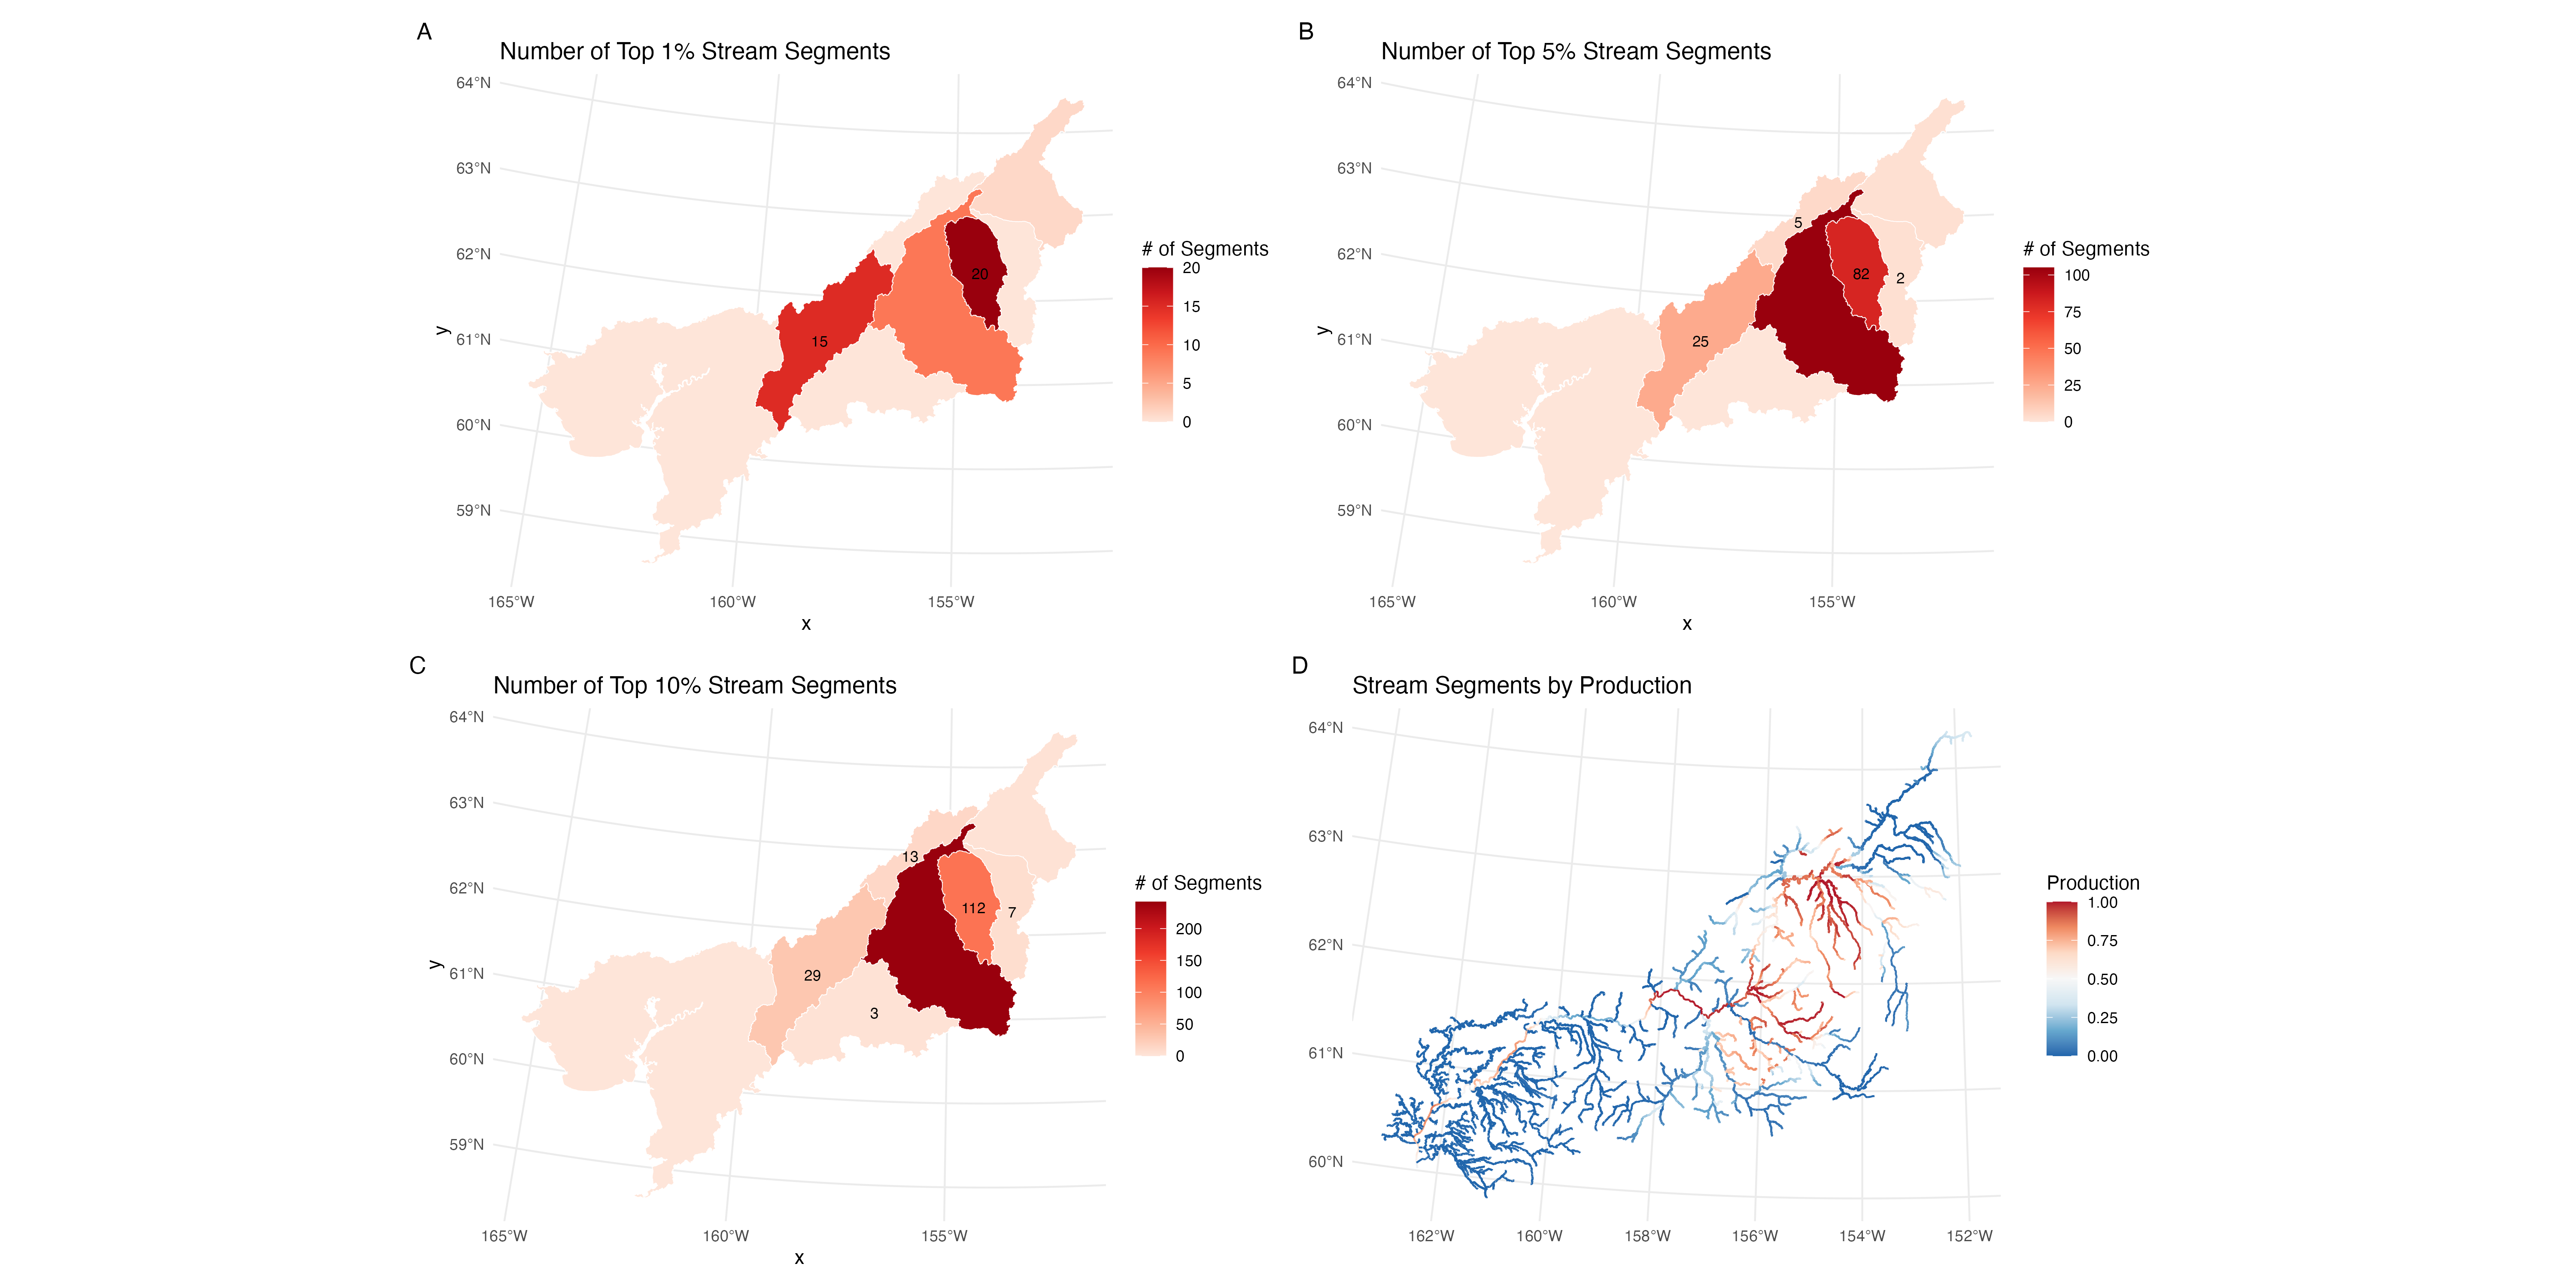 A
Number of Top 1% Stream Segments
64°N
63°N
62°N
61°N
60°N
59°N
y
165°W
160°W
155°W
x
20
15
# of Segments
20
15
10
5
0
B
Number of Top 5% Stream Segments
64°N
63°N
62°N
61°N
60°N
59°N
y
165°W
160°W
155°W
x
5
82
2
25
# of Segments
100
75
50
25
0
C
Number of Top 10% Stream Segments
64°N
63°N
62°N
61°N
60°N
59°N
y
165°W
160°W
155°W
x
13
112
7
29
3
# of Segments
200
150
100
50
0
D
Stream Segments by Production
64°N
63°N
62°N
61°N
60°N
162°W
160°W
158°W
156°W
154°W
152°W
Production
1.00
0.75
0.50
0.25
0.00